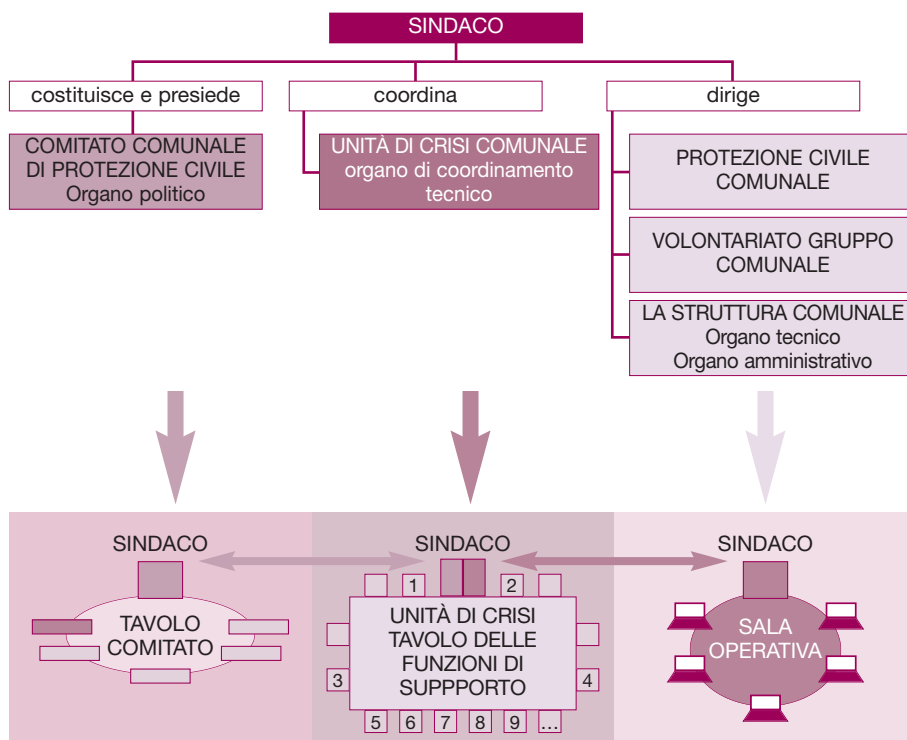 SINDACO
costituisce e presiede
coordina
dirige
COMITATO COMUNALE
DI PROTEZIONE CIVILE
Organo politico
UNITÀ DI CRISI COMUNALE
organo di coordinamento
tecnico
PROTEZIONE CIVILE
COMUNALE
VOLONTARIATO GRUPPO
COMUNALE
LA STRUTTURA COMUNALE
Organo tecnico
Organo amministrativo
SINDACO
TAVOLO
COMITATO
SINDACO
1
2
UNITÀ DI CRISI
TAVOLO DELLE
FUNZIONI DI
SUPPPORTO
3
4
5 6 7 8 9 ...
SINDACO
SALA
OPERATIVA